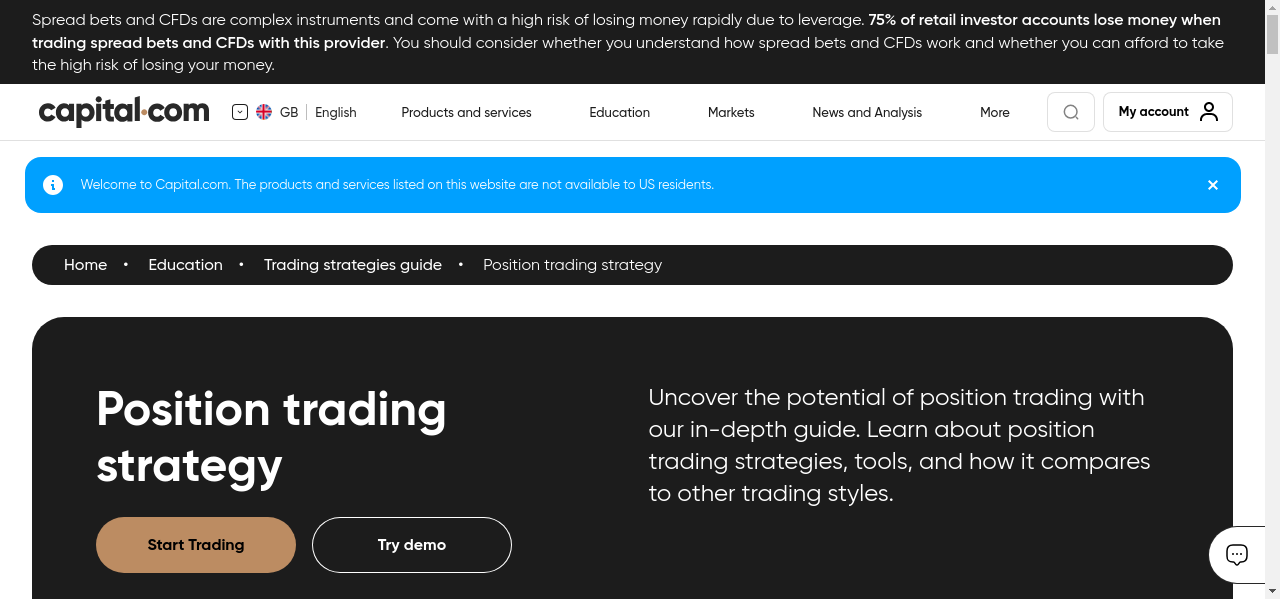 Spread bets and CFDs are complex instruments and come with a high risk of losing money rapidly due to leverage. 75% of retail investor accounts lose money when
trading spread bets and CFDs with this provider. You should consider whether you understand how spread bets and CFDs work and whether you can afford to take
the high risk of losing your money.
capital.com
GB English Products and services Education Markets News and Analysis More My account
Welcome to Capital.com. The products and services listed on this website are not available to US residents.
Home • Education • Trading strategies guide • Position trading strategy
Position trading
strategy
Uncover the potential of position trading with
our in-depth guide. Learn about position
trading strategies, tools, and how it compares
to other trading styles.
Start Trading Try demo